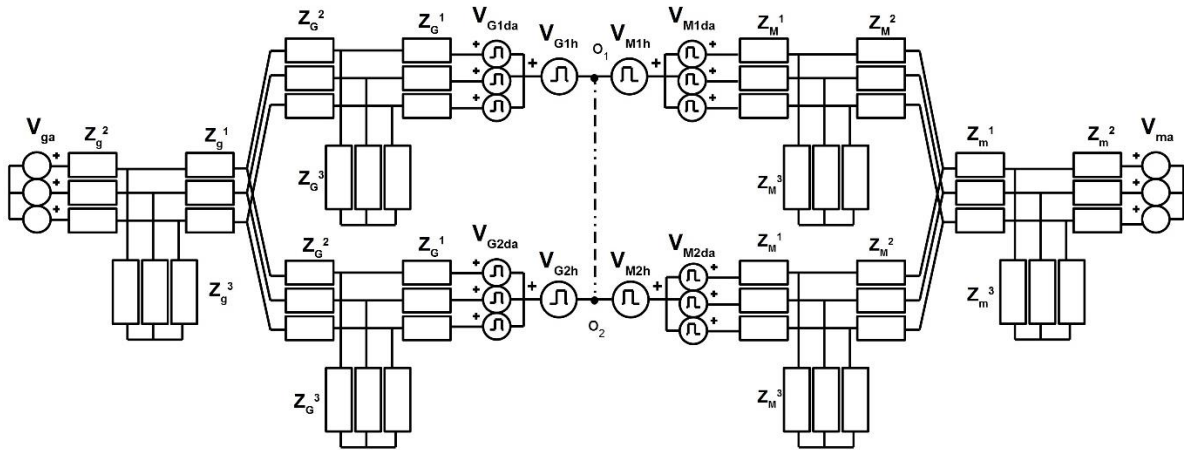 Z_G^2
Z_G^1
V_G1da
V_G1h
O_1
V_M1h
V_M1da
Z_M^1
Z_M^2
+
+
+
+
+
+
+
+
V_ga
Z_g^2
Z_g^1
Z_G^3
Z_M^3
Z_m^1
Z_m^2
V_ma
+
+
+
+
+
+
Z_g^3
Z_G^2
Z_G^1
V_G2da
V_G2h
V_M2h
V_M2da
Z_M^1
Z_M^2
Z_m^3
+
+
+
+
+
+
+
+
O_2
Z_G^3
Z_M^3